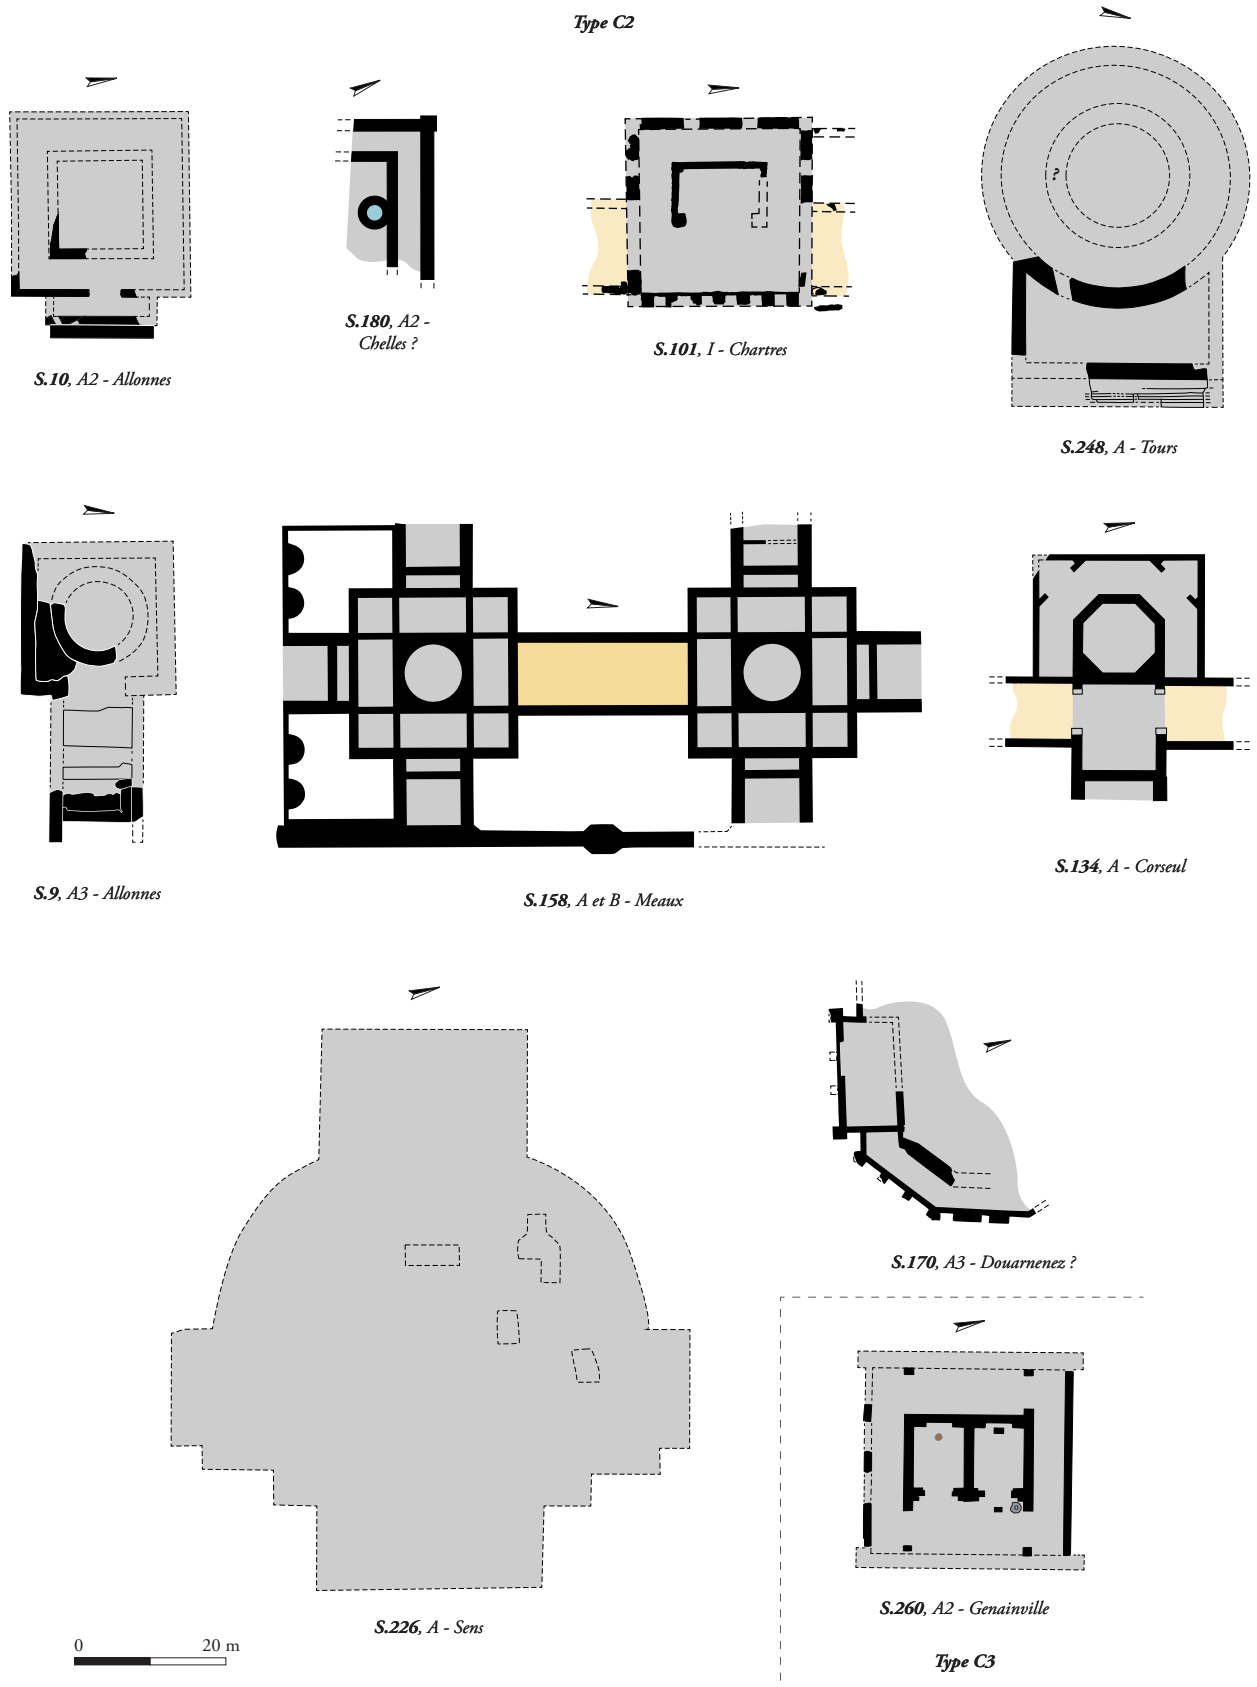 Type C2
?
S.180, A2 -
Chelles ?
S.101, I - Chartres
S.10, A2 - Allonnes
S.248, A - Tours
S.9, A3 - Allonnes
S.158, A et B - Meaux
S.134, A - Corseul
S.170, A3 - Douarnenez ?
S.226, A - Sens
S.260, A2 - Genainville
0 20 m
Type C3